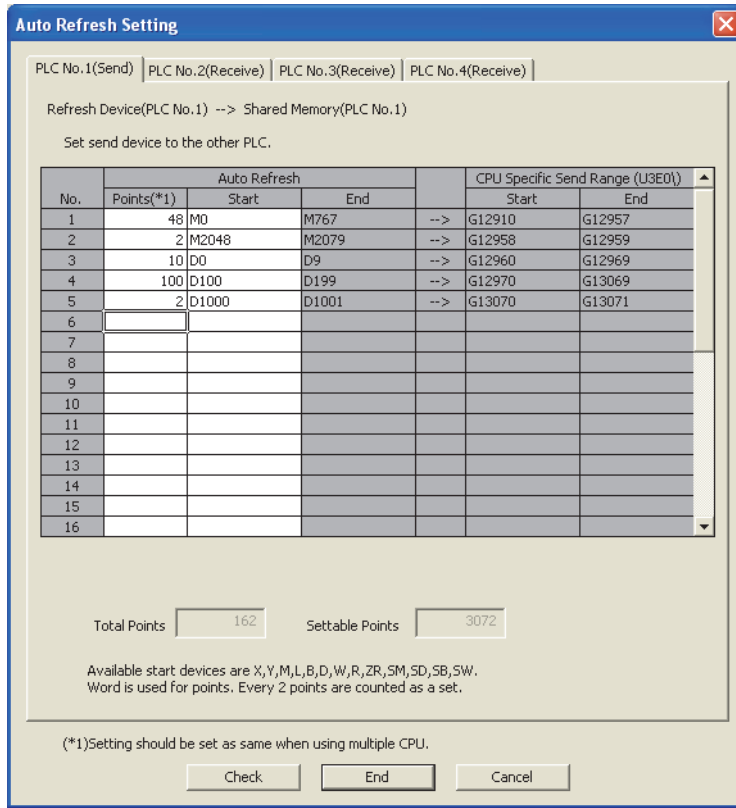 Auto Refresh Setting
PLC No.1(Send) PLC No.2(Receive) PLC No.3(Receive) PLC No.4(Receive)
Refresh Device(PLC No.1) --> Shared Memory(PLC No.1)
Set send device to the other PLC.
Auto Refresh CPU Specific Send Range (U3E0\)
No. Points(*1) Start End Start End
1 48 M0 M767 --> G12910 G12957
2 2 M2048 M2079 --> G12958 G12959
3 10 D0 D9 --> G12960 G12969
4 100 D100 D199 --> G12970 G13069
5 2 D1000 D1001 --> G13070 G13071
6
7
8
9
10
11
12
13
14
15
16
Total Points 162 Settable Points 3072
Available start devices are X,Y,M,L,B,D,W,R,ZR,SM,SD,SB,SW.
Word is used for points. Every 2 points are counted as a set.
(*1)Setting should be set as same when using multiple CPU.
Check End Cancel